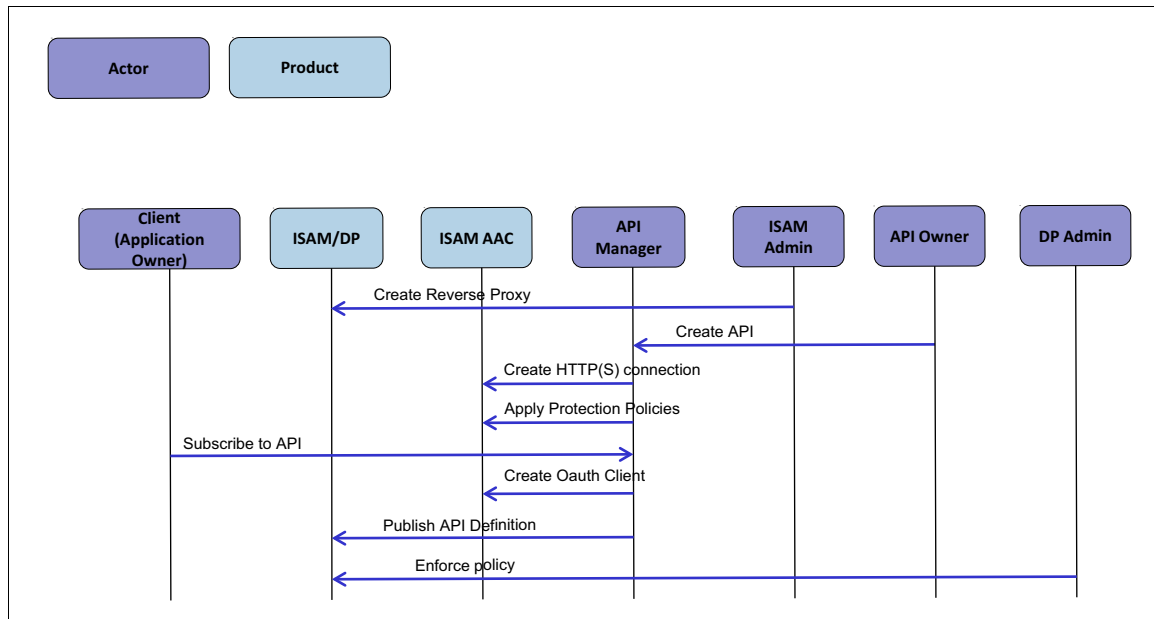 Actor
Product
Client
(Application
Owner)
ISAM/DP
ISAM AAC
API
Manager
ISAM
Admin
API Owner
DP Admin
Create Reverse Proxy
Create API
Create HTTP(S) connection
Apply Protection Policies
Subscribe to API
Create Oauth Client
Publish API Definition
Enforce policy